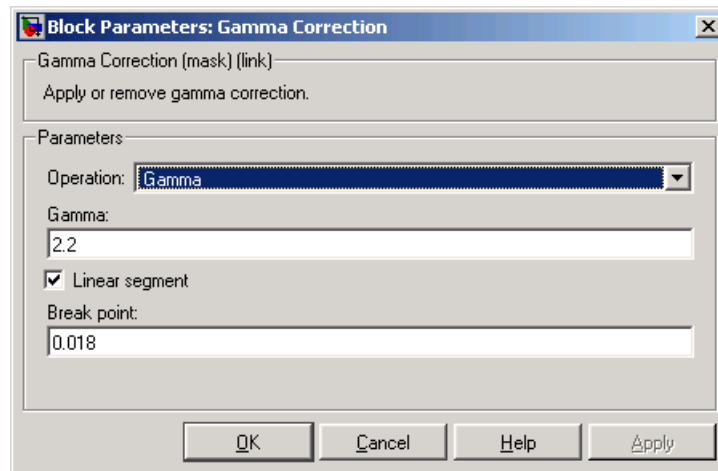 Block Parameters: Gamma Correction
Gamma Correction (mask) (link)
Apply or remove gamma correction.
Parameters
Operation: Gamma
Gamma:
2.2
Linear segment
Break point:
0.018
OK Cancel Help Apply